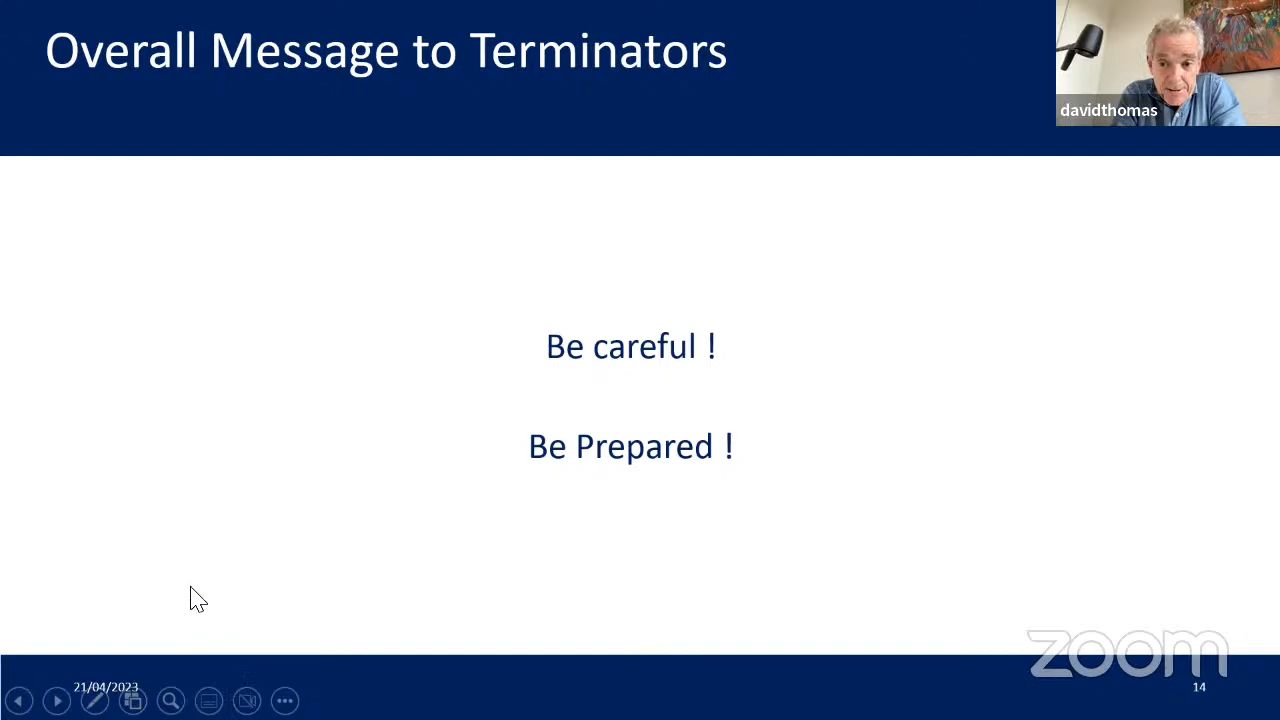 Overall Message to Terminators
davidthomas
Be careful !
Be Prepared !
zoom
21/04/2023
14